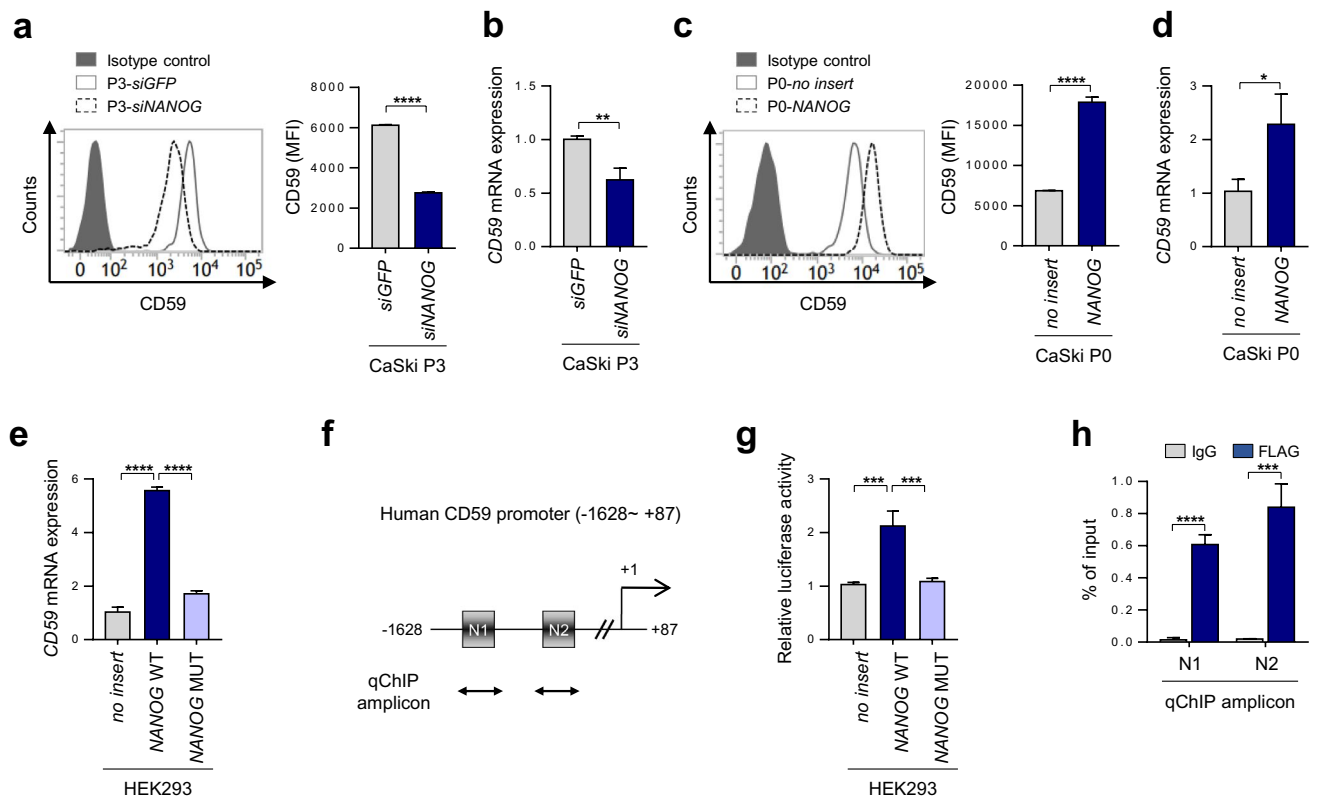 a
Isotype control
P3-siGFP
P3-siNANOG
Counts
0 10² 10³ 10⁴ 10⁵
CD59
CD59 (MFI)
8000
6000
4000
2000
0
****
siGFP
siNANOG
CaSki P3
b
CD59 mRNA expression
1.5
1.0
0.5
0.0
**
siGFP
siNANOG
CaSki P3
c
Isotype control
P0-no insert
P0-NANOG
Counts
0 10² 10³ 10⁴ 10⁵
CD59
CD59 (MFI)
20000
15000
10000
5000
0
****
no insert
NANOG
CaSki P0
d
CD59 mRNA expression
3
2
1
0
*
no insert
NANOG
CaSki P0
e
CD59 mRNA expression
6
4
2
0
**** ****
no insert
NANOG WT
NANOG MUT
HEK293
f
Human CD59 promoter (-1628~ +87)
+1
-1628 N1 N2 +87
qChIP
amplicon
g
Relative luciferase activity
3
2
1
0
*** ***
no insert
NANOG WT
NANOG MUT
HEK293
h
IgG FLAG
% of input
1.0
0.8
0.6
0.4
0.2
0.0
****
***
N1 N2
qChIP amplicon